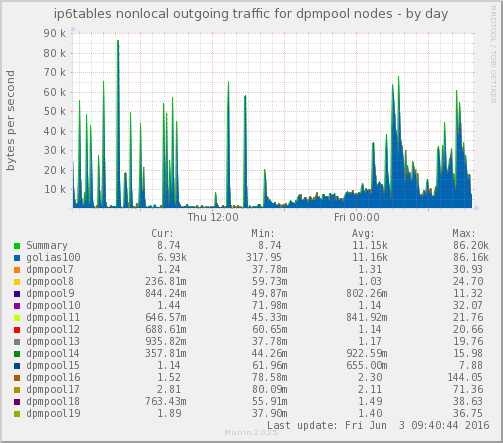 ip6tables nonlocal outgoing traffic for dpmpool nodes - by day
RRDTOOL / TOBI OETIKER
bytes per second
90 k
80 k
70 k
60 k
50 k
40 k
30 k
20 k
10 k
Thu 12:00 Fri 00:00
Cur: Min: Avg: Max:
Summary 8.74 8.74 11.15k 86.20k
golias100 6.93k 317.95 11.16k 86.16k
dpmpool7 1.24 37.78m 1.31 30.93
dpmpool8 236.81m 59.73m 1.03 24.70
dpmpool9 844.24m 49.87m 802.26m 11.32
dpmpool10 1.44 71.98m 1.14 32.07
dpmpool11 646.57m 45.33m 841.92m 21.76
dpmpool12 688.61m 60.65m 1.14 20.66
dpmpool13 935.82m 37.78m 1.17 19.76
dpmpool14 357.81m 44.26m 922.59m 15.98
dpmpool15 1.14 61.96m 655.00m 7.88
dpmpool16 1.52 78.58m 2.30 144.05
dpmpool17 2.81 80.09m 2.11 71.36
dpmpool18 763.43m 55.91m 1.49 38.63
dpmpool19 1.89 37.90m 1.40 36.75
Last update: Fri Jun 3 09:40:44 2016
Munin 2.0.25